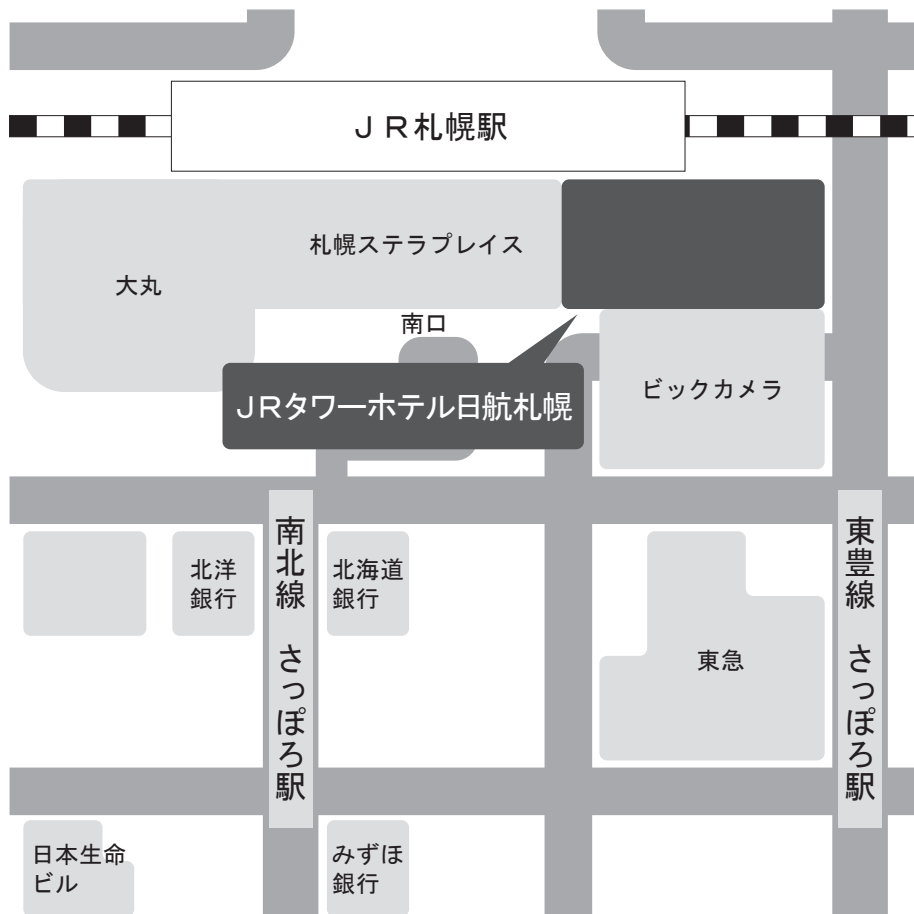 ＪＲ札幌駅
札幌ステラプレイス
大丸
南口
ＪＲタワーホテル日航札幌
ビックカメラ
北洋
銀行
南北線　さっぽろ駅
北海道
銀行
東急
東豊線　さっぽろ駅
日本生命
ビル
みずほ
銀行